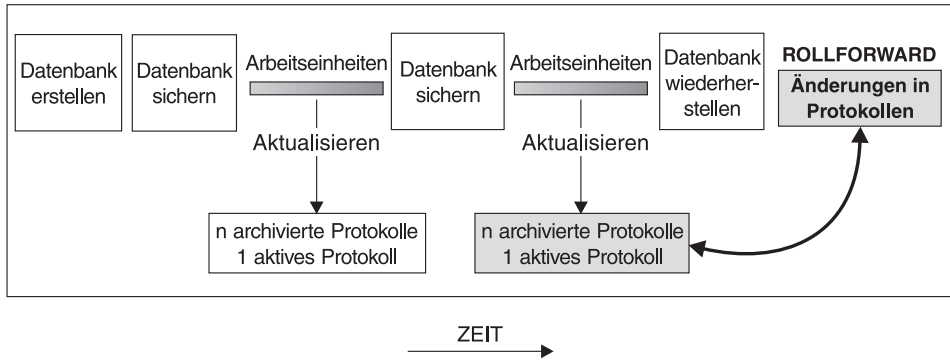 Datenbank
erstellen
Datenbank
sichern
Arbeitseinheiten
Aktualisieren
n archivierte Protokolle
1 aktives Protokoll
Datenbank
sichern
Arbeitseinheiten
Aktualisieren
n archivierte Protokolle
1 aktives Protokoll
Datenbank
wiederher-
stellen
ROLLFORWARD
Änderungen in
Protokollen
ZEIT